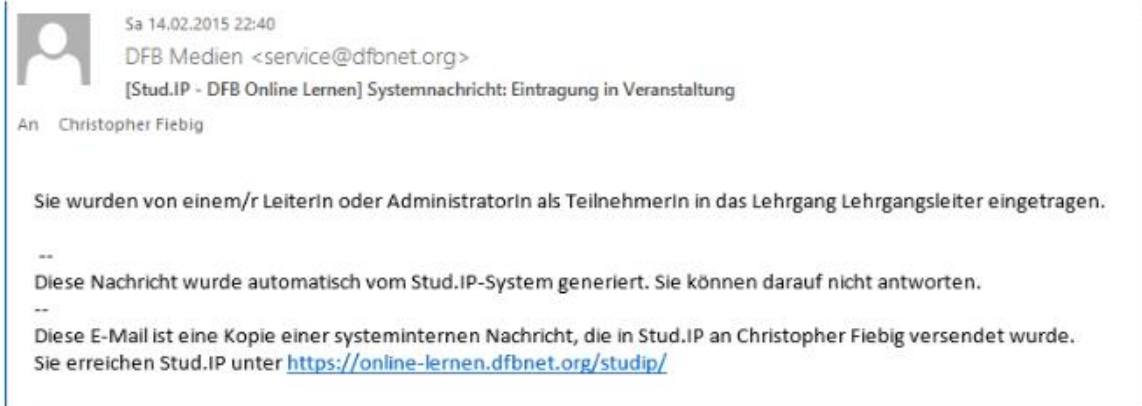 Sa 14.02.2015 22:40
DFB Medien <service@dfbnet.org>
[Stud.IP - DFB Online Lernen] Systemnachricht: Eintragung in Veranstaltung
An Christopher Fiebig
Sie wurden von einem/r LeiterIn oder AdministratorIn als TeilnehmerIn in das Lehrgang Lehrgangsleiter eingetragen.
--
Diese Nachricht wurde automatisch vom Stud.IP-System generiert. Sie können darauf nicht antworten.
--
Diese E-Mail ist eine Kopie einer systeminternen Nachricht, die in Stud.IP an Christopher Fiebig versendet wurde.
Sie erreichen Stud.IP unter https://online-lernen.dfbnet.org/studip/